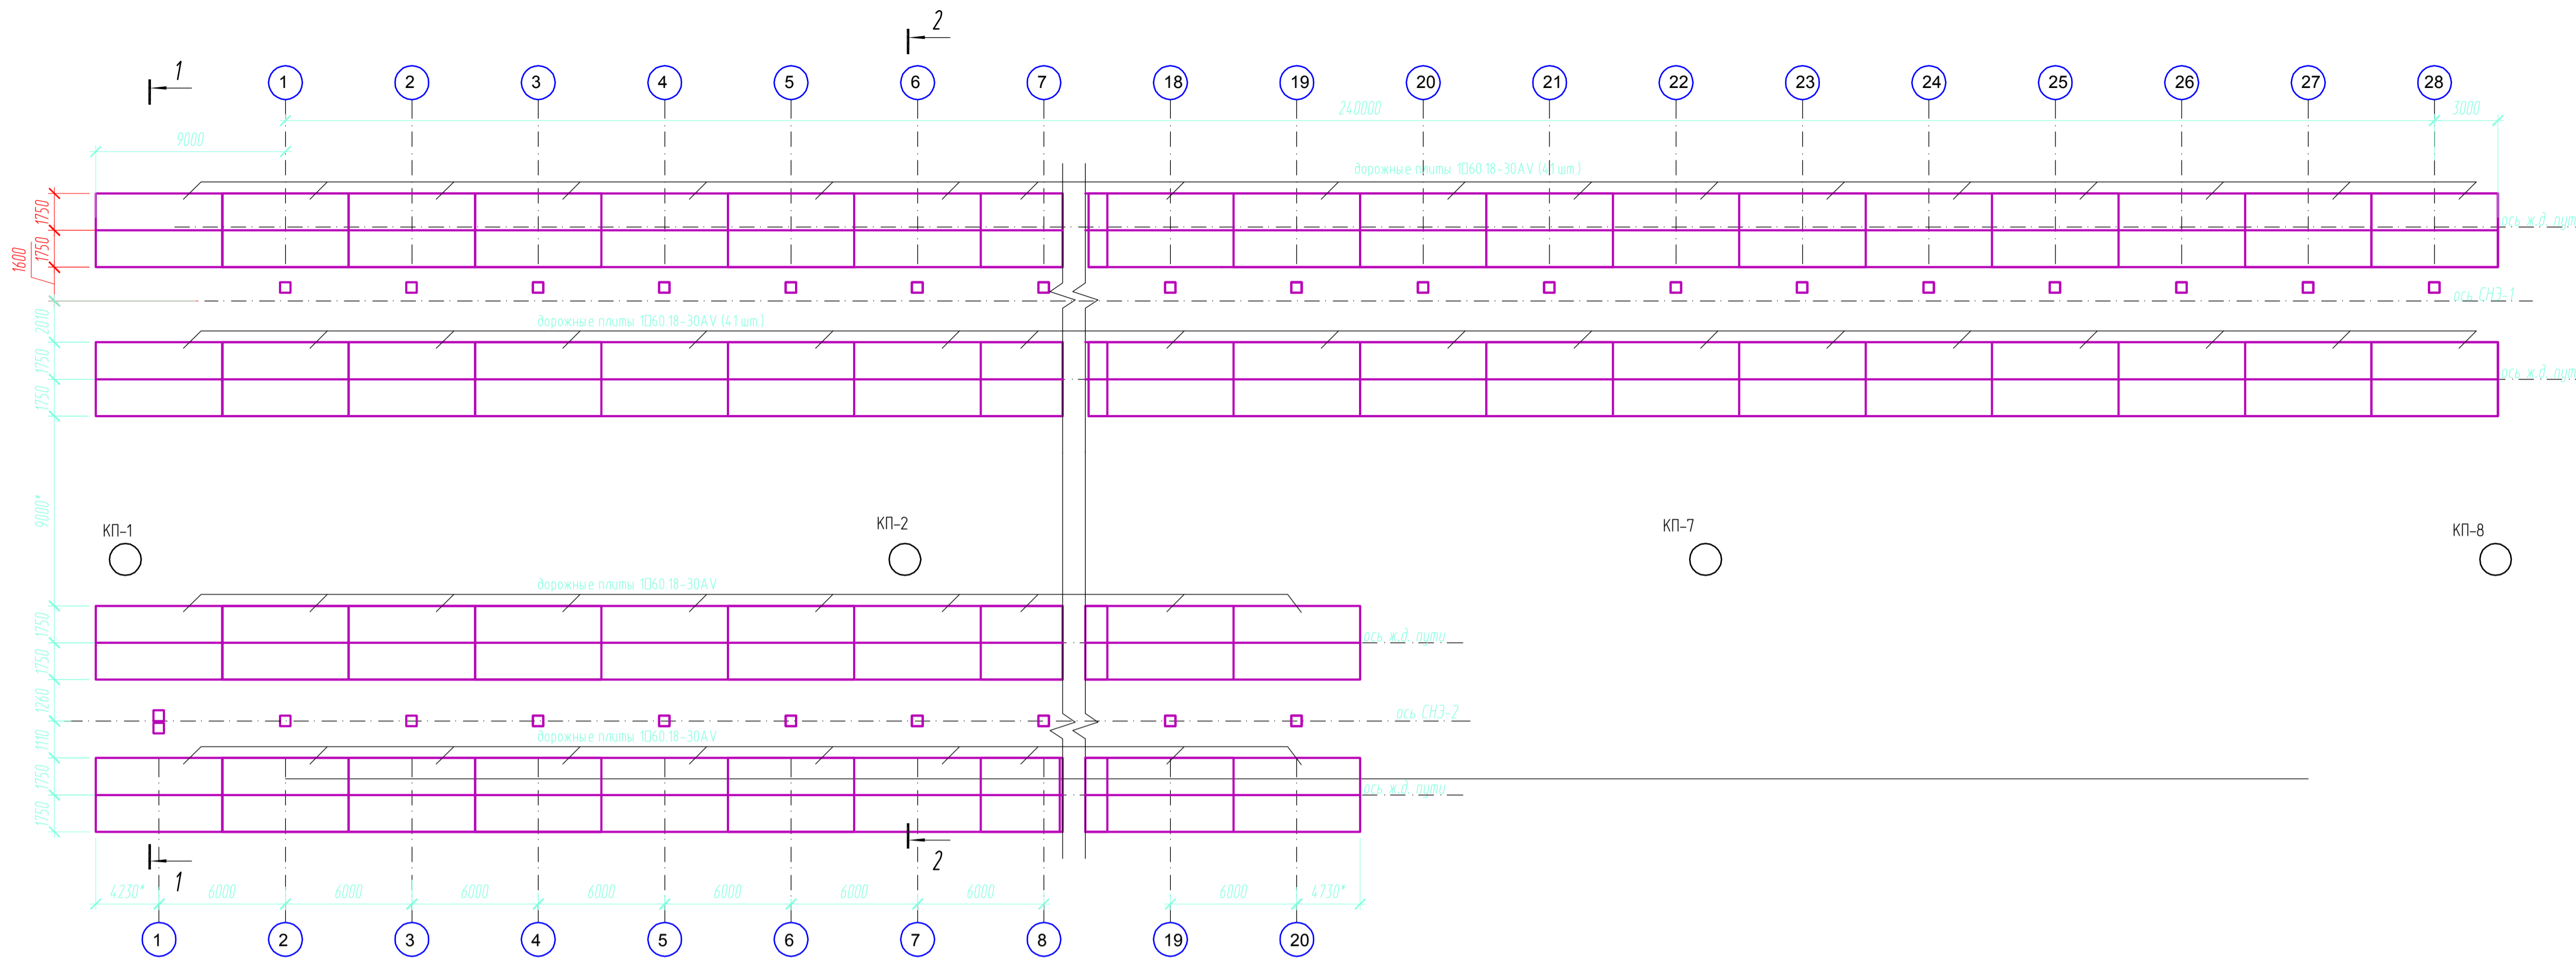 2
1
1 2 3 4 5 6 7 18 19 20 21 22 23 24 25 26 27 28
240000
3000
9000
дорожные плиты 1П60.18-30АV (41 шт.)
1750
1750
1600
ось ж.д. пути
ось СНЭ-1
2010
дорожные плиты 1П60.18-30АV (41 шт.)
1750
1750
ось ж.д. пути
9000*
КП-1
КП-2
КП-7
КП-8
дорожные плиты 1П60.18-30АV
1750
1750
ось ж.д. пути
1260
ось СНЭ-2
1110
дорожные плиты 1П60.18-30АV
1750
1750
ось ж.д. пути
1
2
4230* 6000 6000 6000 6000 6000 6000 6000 6000 4730*
1 2 3 4 5 6 7 8 19 20